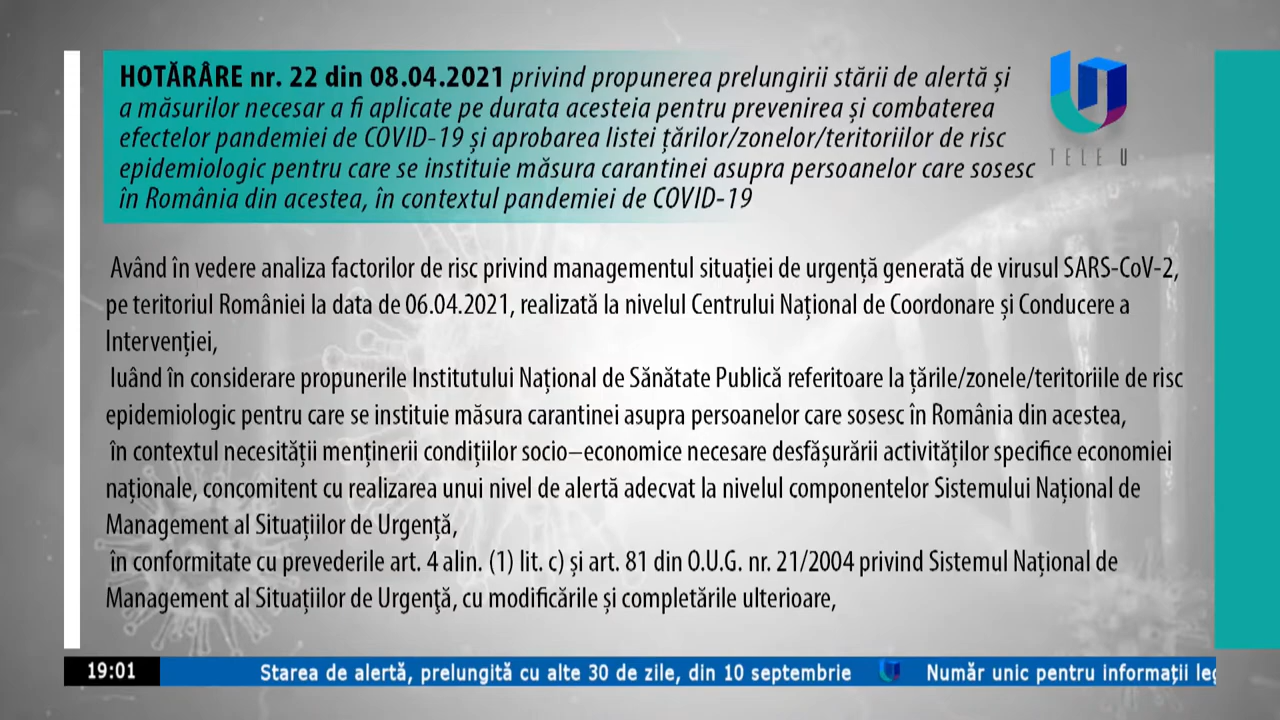 HOTĂRÂRE nr. 22 din 08.04.2021 privind propunerea prelungirii stării de alertă și
a măsurilor necesar a fi aplicate pe durata acesteia pentru prevenirea și combaterea
efectelor pandemiei de COVID-19 și aprobarea listei țărilor/zonelor/teritoriilor de risc
epidemiologic pentru care se instituie măsura carantinei asupra persoanelor care sosesc
în România din acestea, în contextul pandemiei de COVID-19
TELE U
Având în vedere analiza factorilor de risc privind managementul situației de urgență generată de virusul SARS-CoV-2,
pe teritoriul României la data de 06.04.2021, realizată la nivelul Centrului Național de Coordonare și Conducere a
Intervenției,
Iuând în considerare propunerile Institutului Național de Sănătate Publică referitoare la țările/zonele/teritoriile de risc
epidemiologic pentru care se instituie măsura carantinei asupra persoanelor care sosesc în România din acestea,
în contextul necesității menținerii condițiilor socio–economice necesare desfășurării activităților specifice economiei
naționale, concomitent cu realizarea unui nivel de alertă adecvat la nivelul componentelor Sistemului Național de
Management al Situațiilor de Urgență,
în conformitate cu prevederile art. 4 alin. (1) lit. c) și art. 81 din O.U.G. nr. 21/2004 privind Sistemul Național de
Management al Situațiilor de Urgenţă, cu modificările și completările ulterioare,
19:01 Starea de alertă, prelungită cu alte 30 de zile, din 10 septembrie Număr unic pentru informații leg